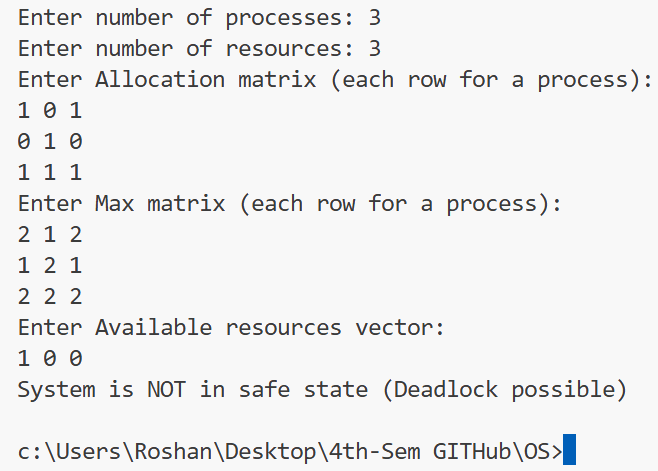 Enter number of processes: 3
Enter number of resources: 3
Enter Allocation matrix (each row for a process):
1 0 1
0 1 0
1 1 1
Enter Max matrix (each row for a process):
2 1 2
1 2 1
2 2 2
Enter Available resources vector:
1 0 0
System is NOT in safe state (Deadlock possible)
c:\Users\Roshan\Desktop\4th-Sem GITHub\OS>